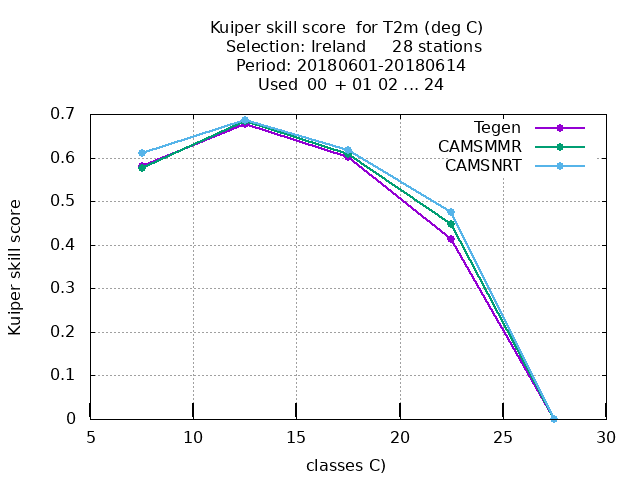 Kuiper skill score  for T2m (deg C)
Selection: Ireland     28 stations
Period: 20180601-20180614
Used  00  + 01 02 ... 24
Tegen
CAMSMMR
CAMSNRT
Kuiper skill score
0.7
0.6
0.5
0.4
0.3
0.2
0.1
0
5 10 15 20 25 30
classes C)